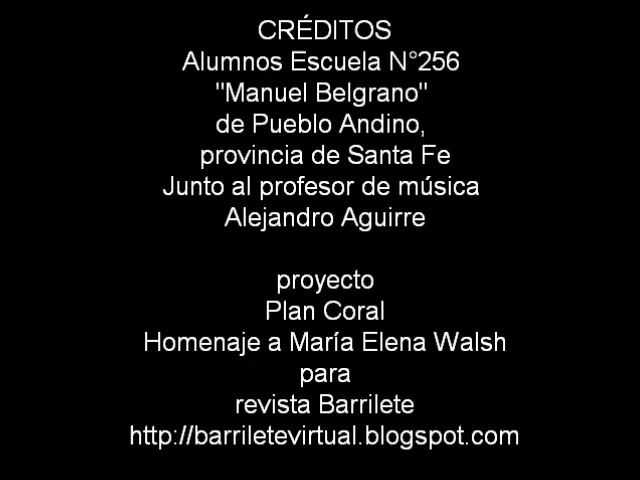 CRÉDITOS
Alumnos Escuela N°256
"Manuel Belgrano"
de Pueblo Andino,
provincia de Santa Fe
Junto al profesor de música
Alejandro Aguirre
proyecto
Plan Coral
Homenaje a María Elena Walsh
para
revista Barrilete
http://barriletevirtual.blogspot.com